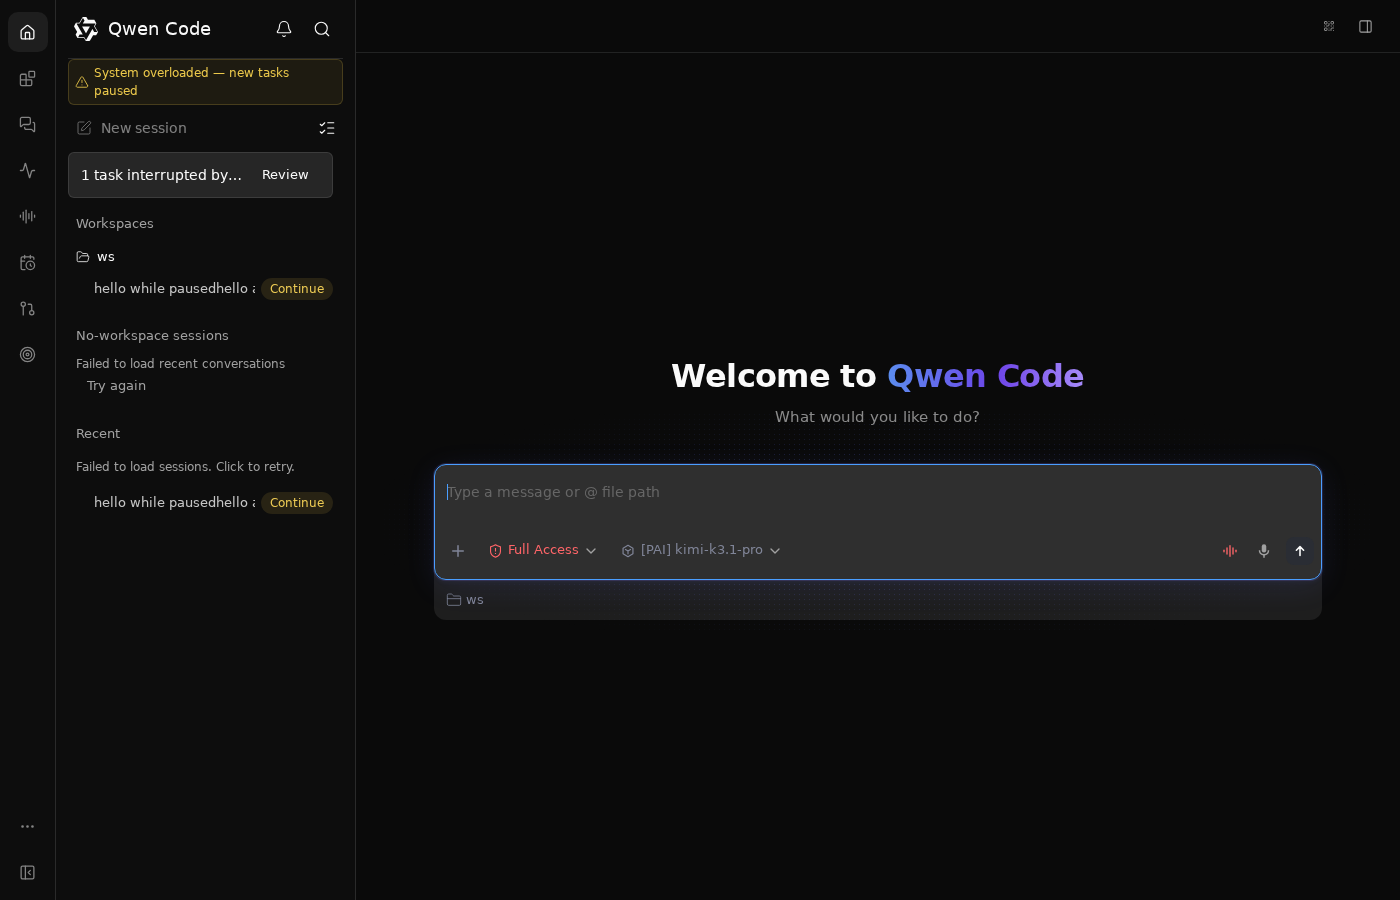 Qwen Code
System overloaded — new tasks
paused
New session
1 task interrupted by... Review
Workspaces
ws
hello while pausedhello Continue
No-workspace sessions
Failed to load recent conversations
Try again
Recent
Failed to load sessions. Click to retry.
hello while pausedhello Continue
Welcome to Qwen Code
What would you like to do?
Type a message or @ file path
Full Access
[PAI] kimi-k3.1-pro
ws